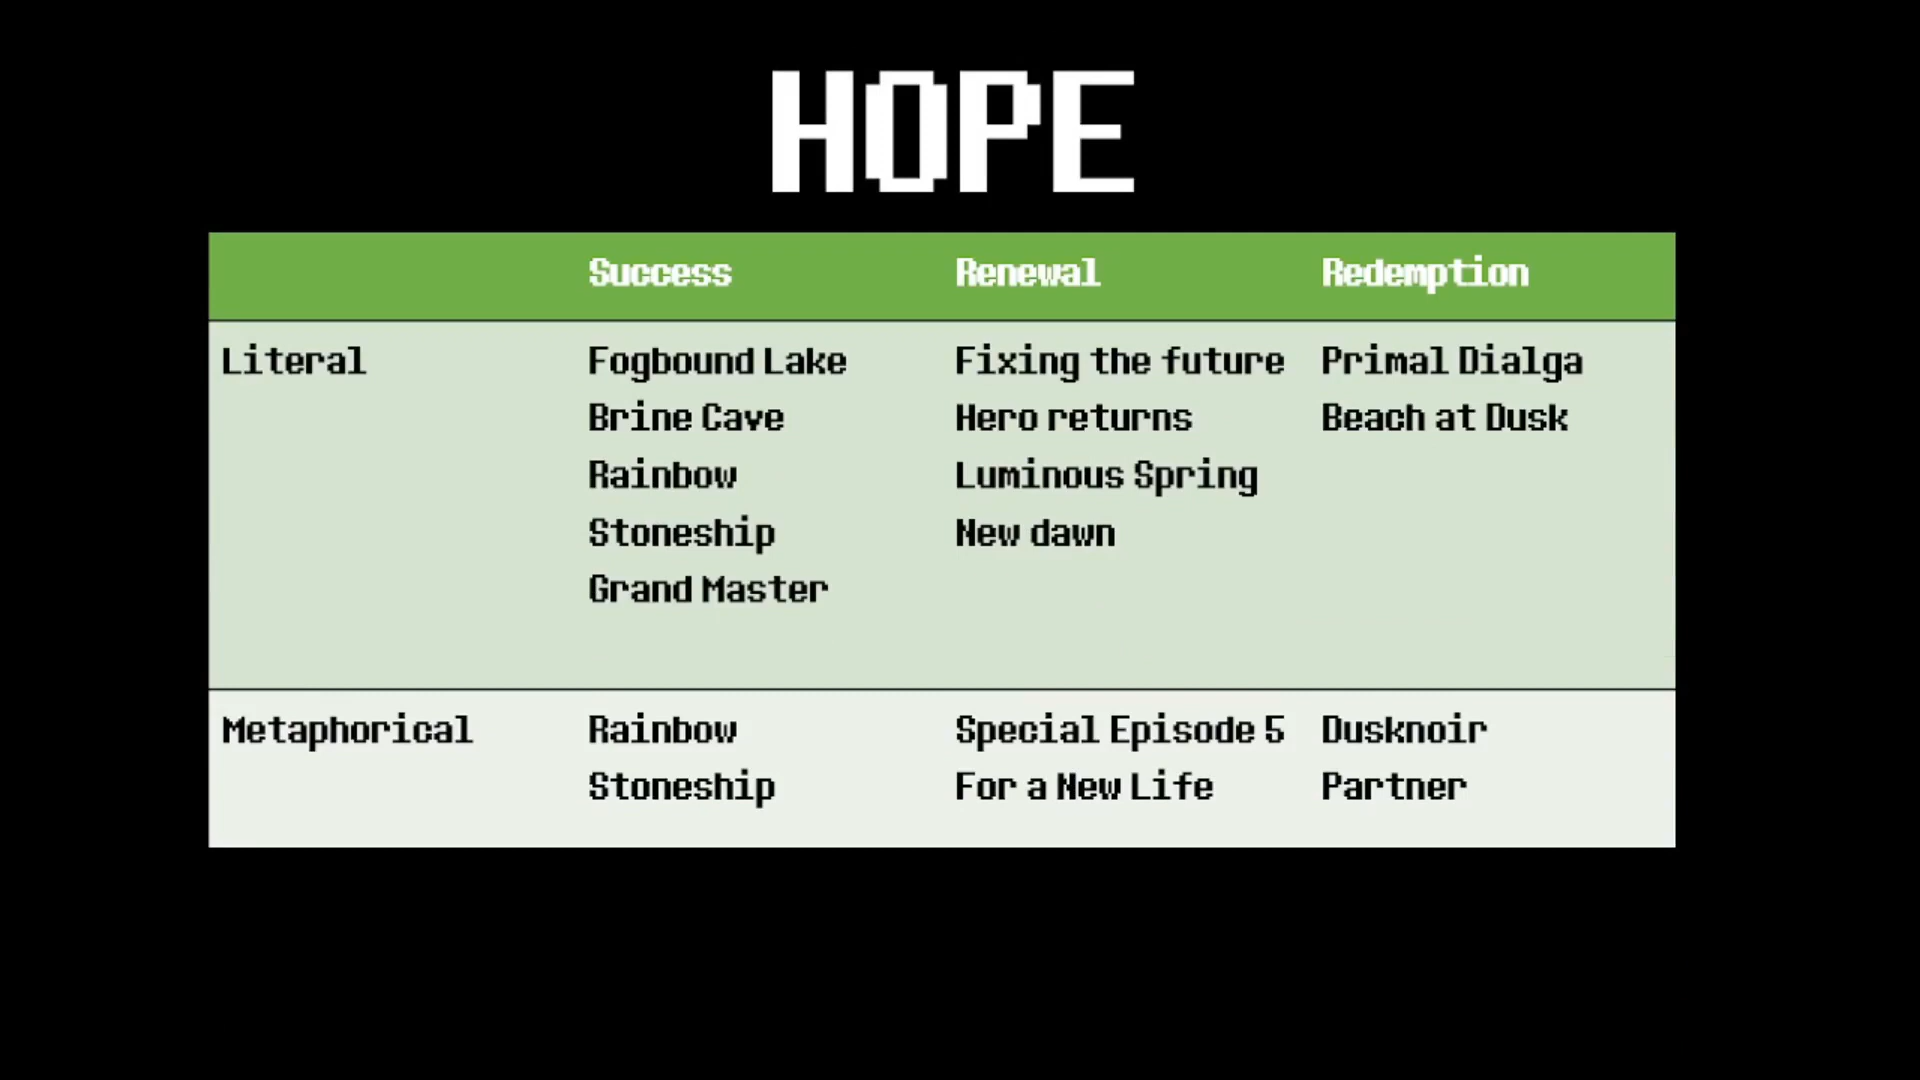 HOPE
Success Renewal Redemption
Literal Fogbound Lake Fixing the future Primal Dialga
Brine Cave Hero returns Beach at Dusk
Rainbow Luminous Spring
Stoneship New dawn
Grand Master
Metaphorical Rainbow Special Episode 5 Dusknoir
Stoneship For a New Life Partner